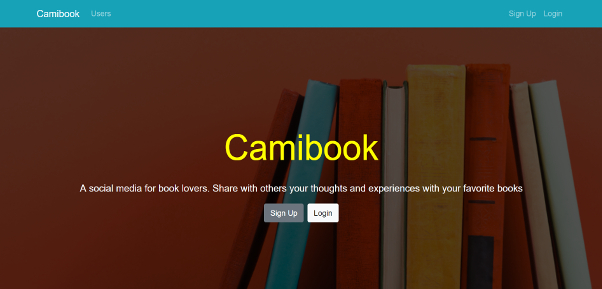 Camibook Users Sign Up Login
Camibook
A social media for book lovers. Share with others your thoughts and experiences with your favorite books
Sign Up Login